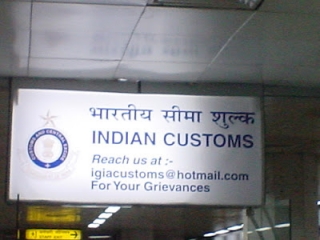 भारतीय सीमा शुल्क
INDIAN CUSTOMS
Reach us at :-
igiacustoms@hotmail.com
For Your Grievances